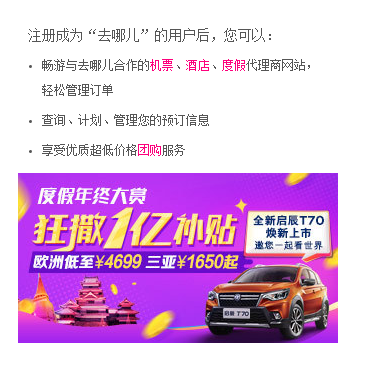 注册成为“去哪儿”的用户后，您可以：
• 畅游与去哪儿合作的机票、酒店、度假代理商网站，
轻松管理订单
• 查询、计划、管理您的预订信息
• 享受优质超低价格团购服务
度假年终大赏
狂撒1亿补贴
欧洲低至¥4699 三亚¥1650起
全新启辰T70
焕新上市
邀您一起看世界
启辰 T70